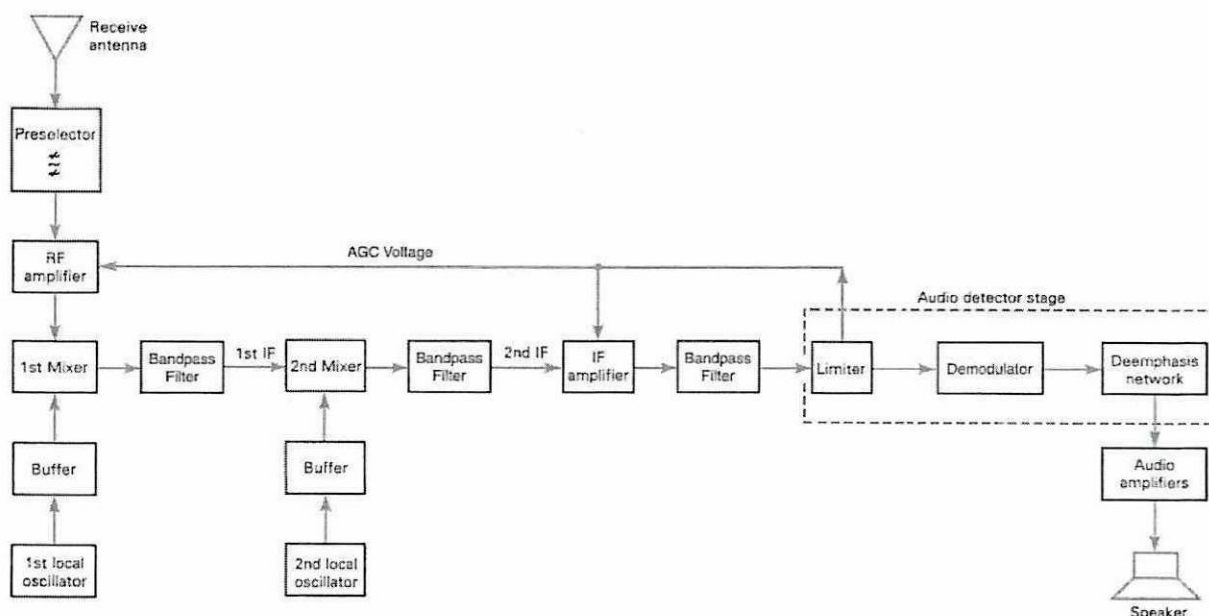 Receive
antenna
Preselector
RF
amplifier
AGC Voltage
Audio detector stage
1st Mixer
Bandpass
Filter
1st IF
2nd Mixer
Bandpass
Filter
2nd IF
IF
amplifier
Bandpass
Filter
Limiter
Demodulator
Deemphasis
network
Buffer
Buffer
Audio
amplifiers
1st local
oscillator
2nd local
oscillator
Speaker